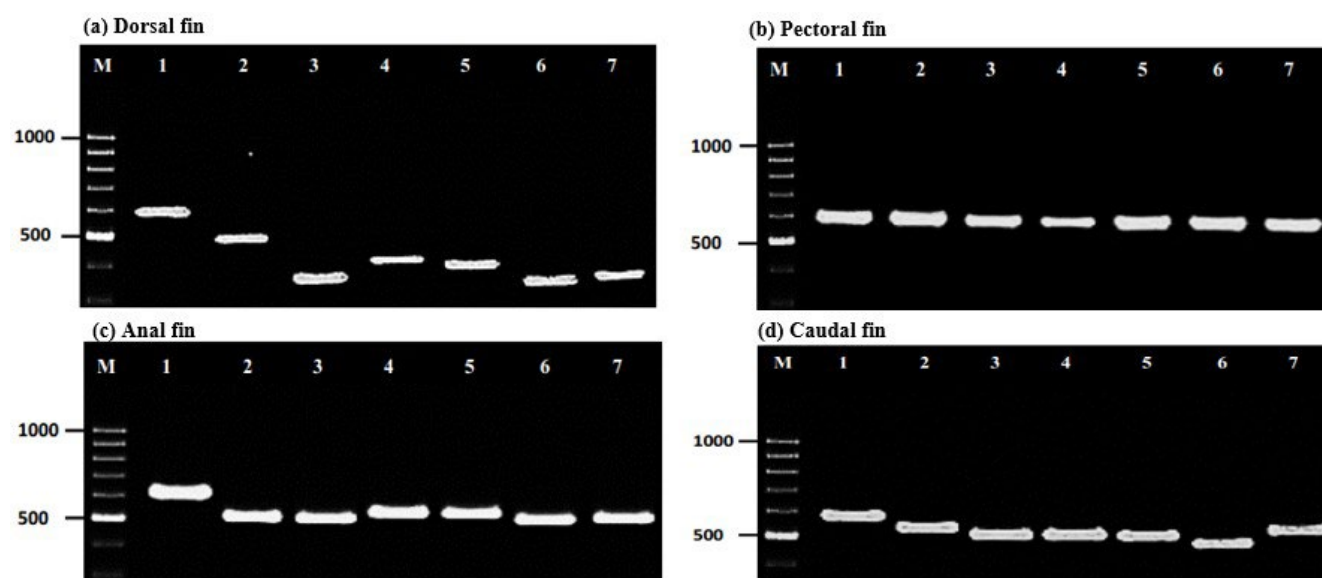 (a) Dorsal fin
M 1 2 3 4 5 6 7
1000
500
(b) Pectoral fin
M 1 2 3 4 5 6 7
1000
500
(c) Anal fin
M 1 2 3 4 5 6 7
1000
500
(d) Caudal fin
M 1 2 3 4 5 6 7
1000
500